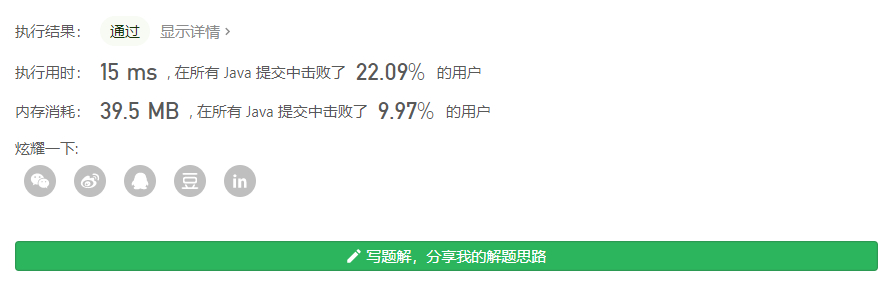 执行结果： 通过 显示详情 >
执行用时： 15 ms , 在所有 Java 提交中击败了 22.09% 的用户
内存消耗： 39.5 MB , 在所有 Java 提交中击败了 9.97% 的用户
炫耀一下:
豆 in
写题解，分享我的解题思路